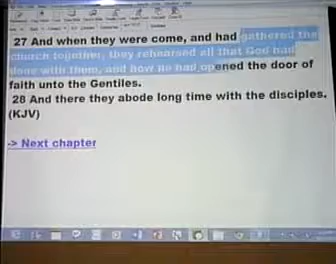 27 And when they were come, and had gathered the
church together, they rehearsed all that God had
done with them, and how he had opened the door of
faith unto the Gentiles.
28 And there they abode long time with the disciples.
(KJV)
-> Next chapter